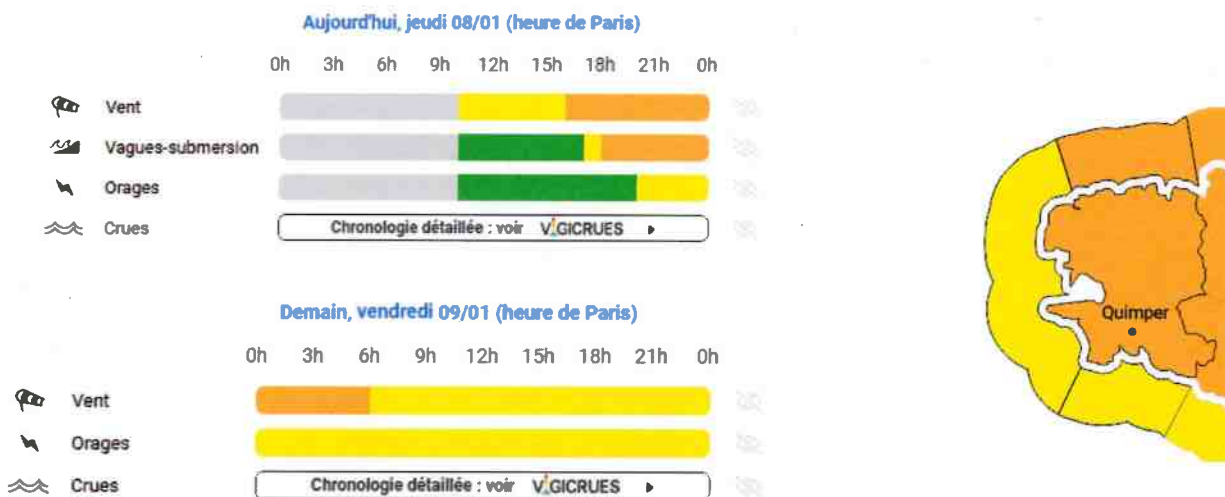 Aujourd'hui, jeudi 08/01 (heure de Paris)
0h 3h 6h 9h 12h 15h 18h 21h 0h
Vent
Vagues-submersion
Orages
Crues Chronologie détaillée : voir VIGICRUES
Demain, vendredi 09/01 (heure de Paris)
0h 3h 6h 9h 12h 15h 18h 21h 0h
Vent
Orages
Crues Chronologie détaillée : voir VIGICRUES
Quimper